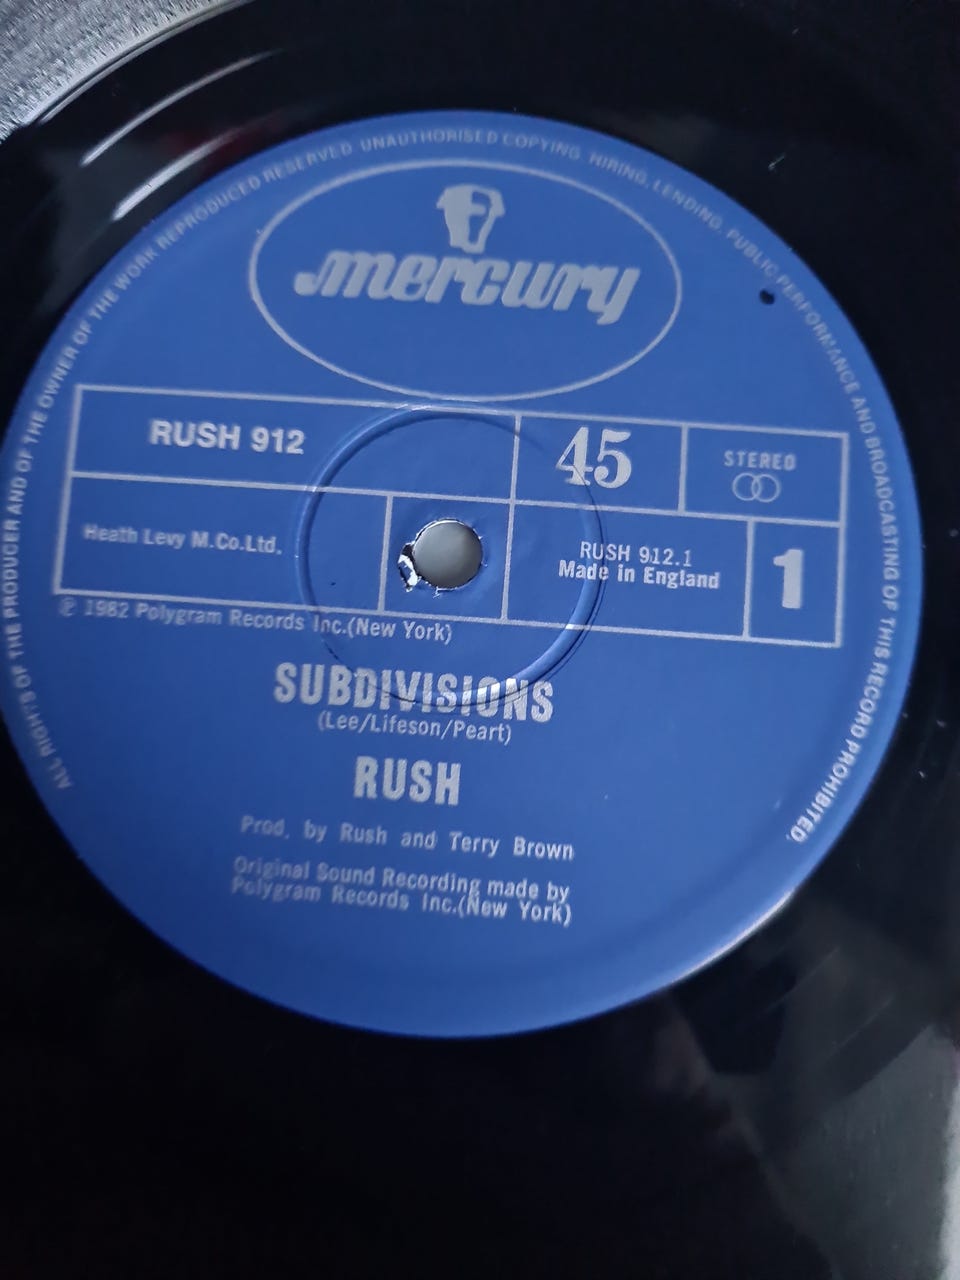 ALL RIGHTS OF THE PRODUCER AND OF THE OWNER OF THE WORK REPRODUCED RESERVED UNAUTHORISED COPYING HIRING, LENDING, PUBLIC PERFORMANCE AND BROADCASTING OF THIS RECORD PROHIBITED.
mercury
RUSH 912
45
STEREO
Heath Levy M.Co.Ltd.
RUSH 912.1
Made in England
1
℗ 1982 Polygram Records Inc.(New York)
SUBDIVISIONS
(Lee/Lifeson/Peart)
RUSH
Prod. by Rush and Terry Brown
Original Sound Recording made by
Polygram Records Inc.(New York)